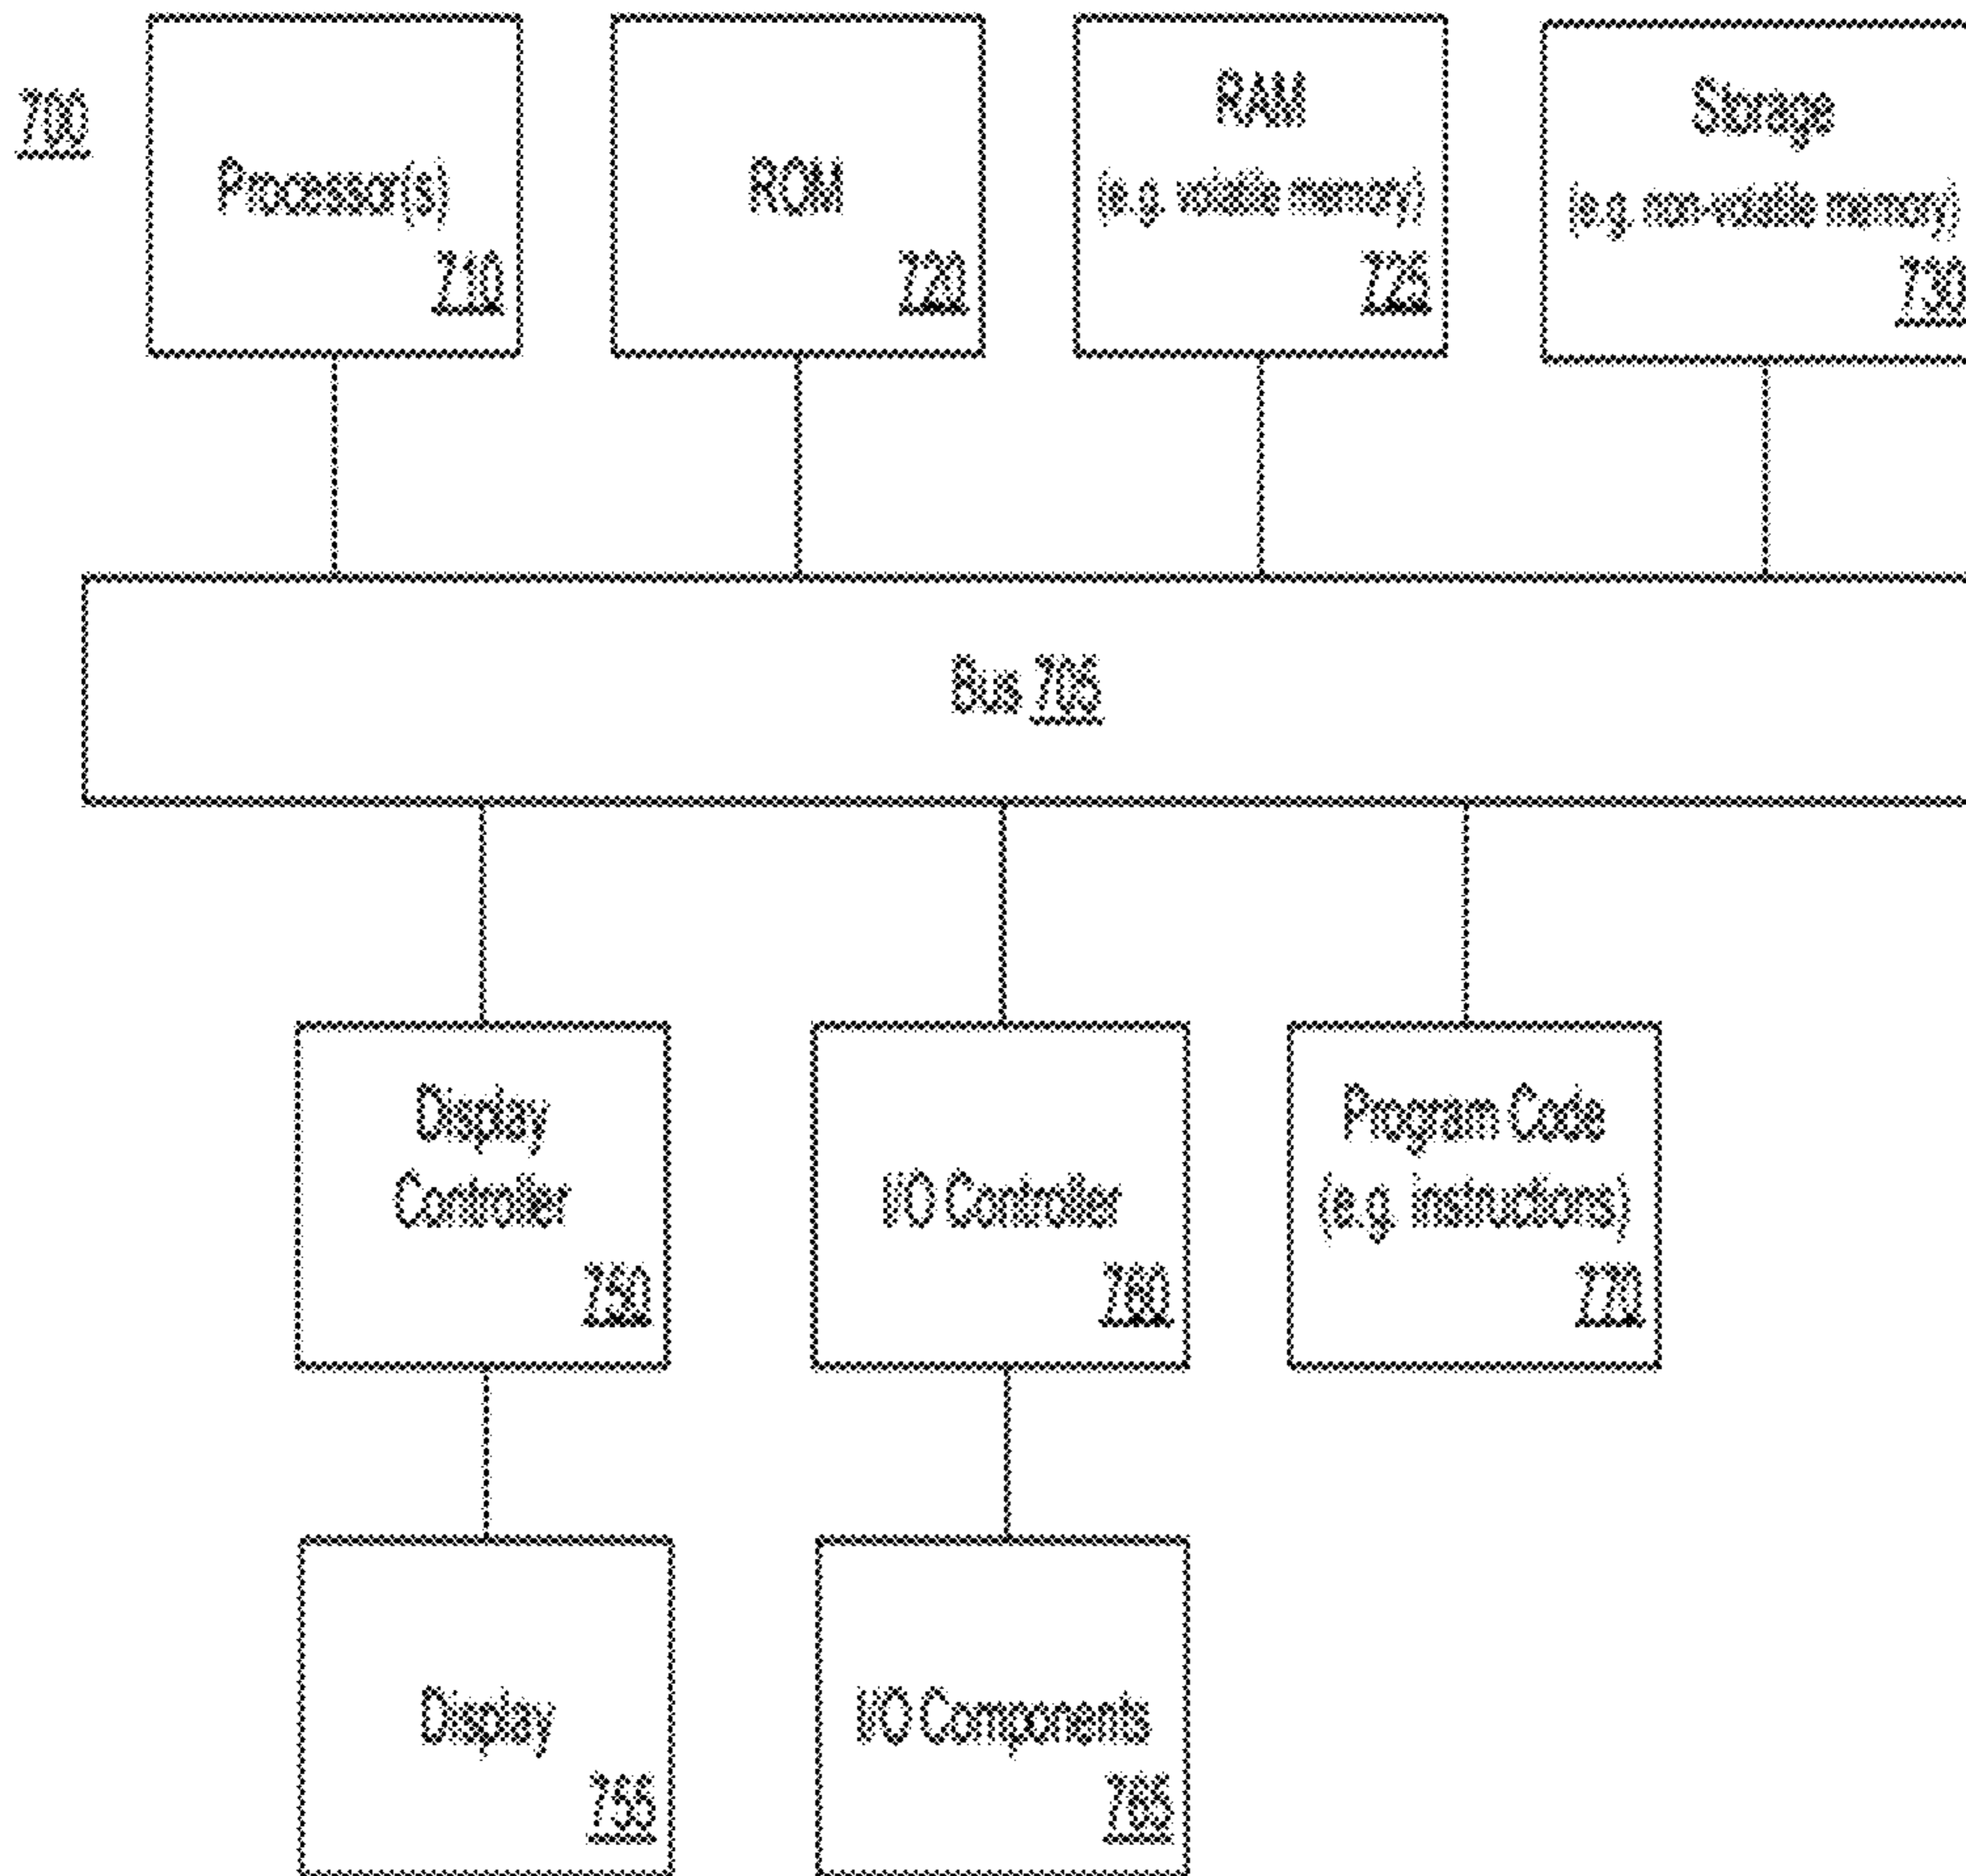 700
Processor(s)
710
ROM
720
RAM
(e.g. volatile memory)
725
Storage
(e.g. non-volatile memory)
730
Bus 705
Display
Controller
750
I/O Controller
760
Program Code
(e.g. instructions)
770
Display
755
I/O Components
765